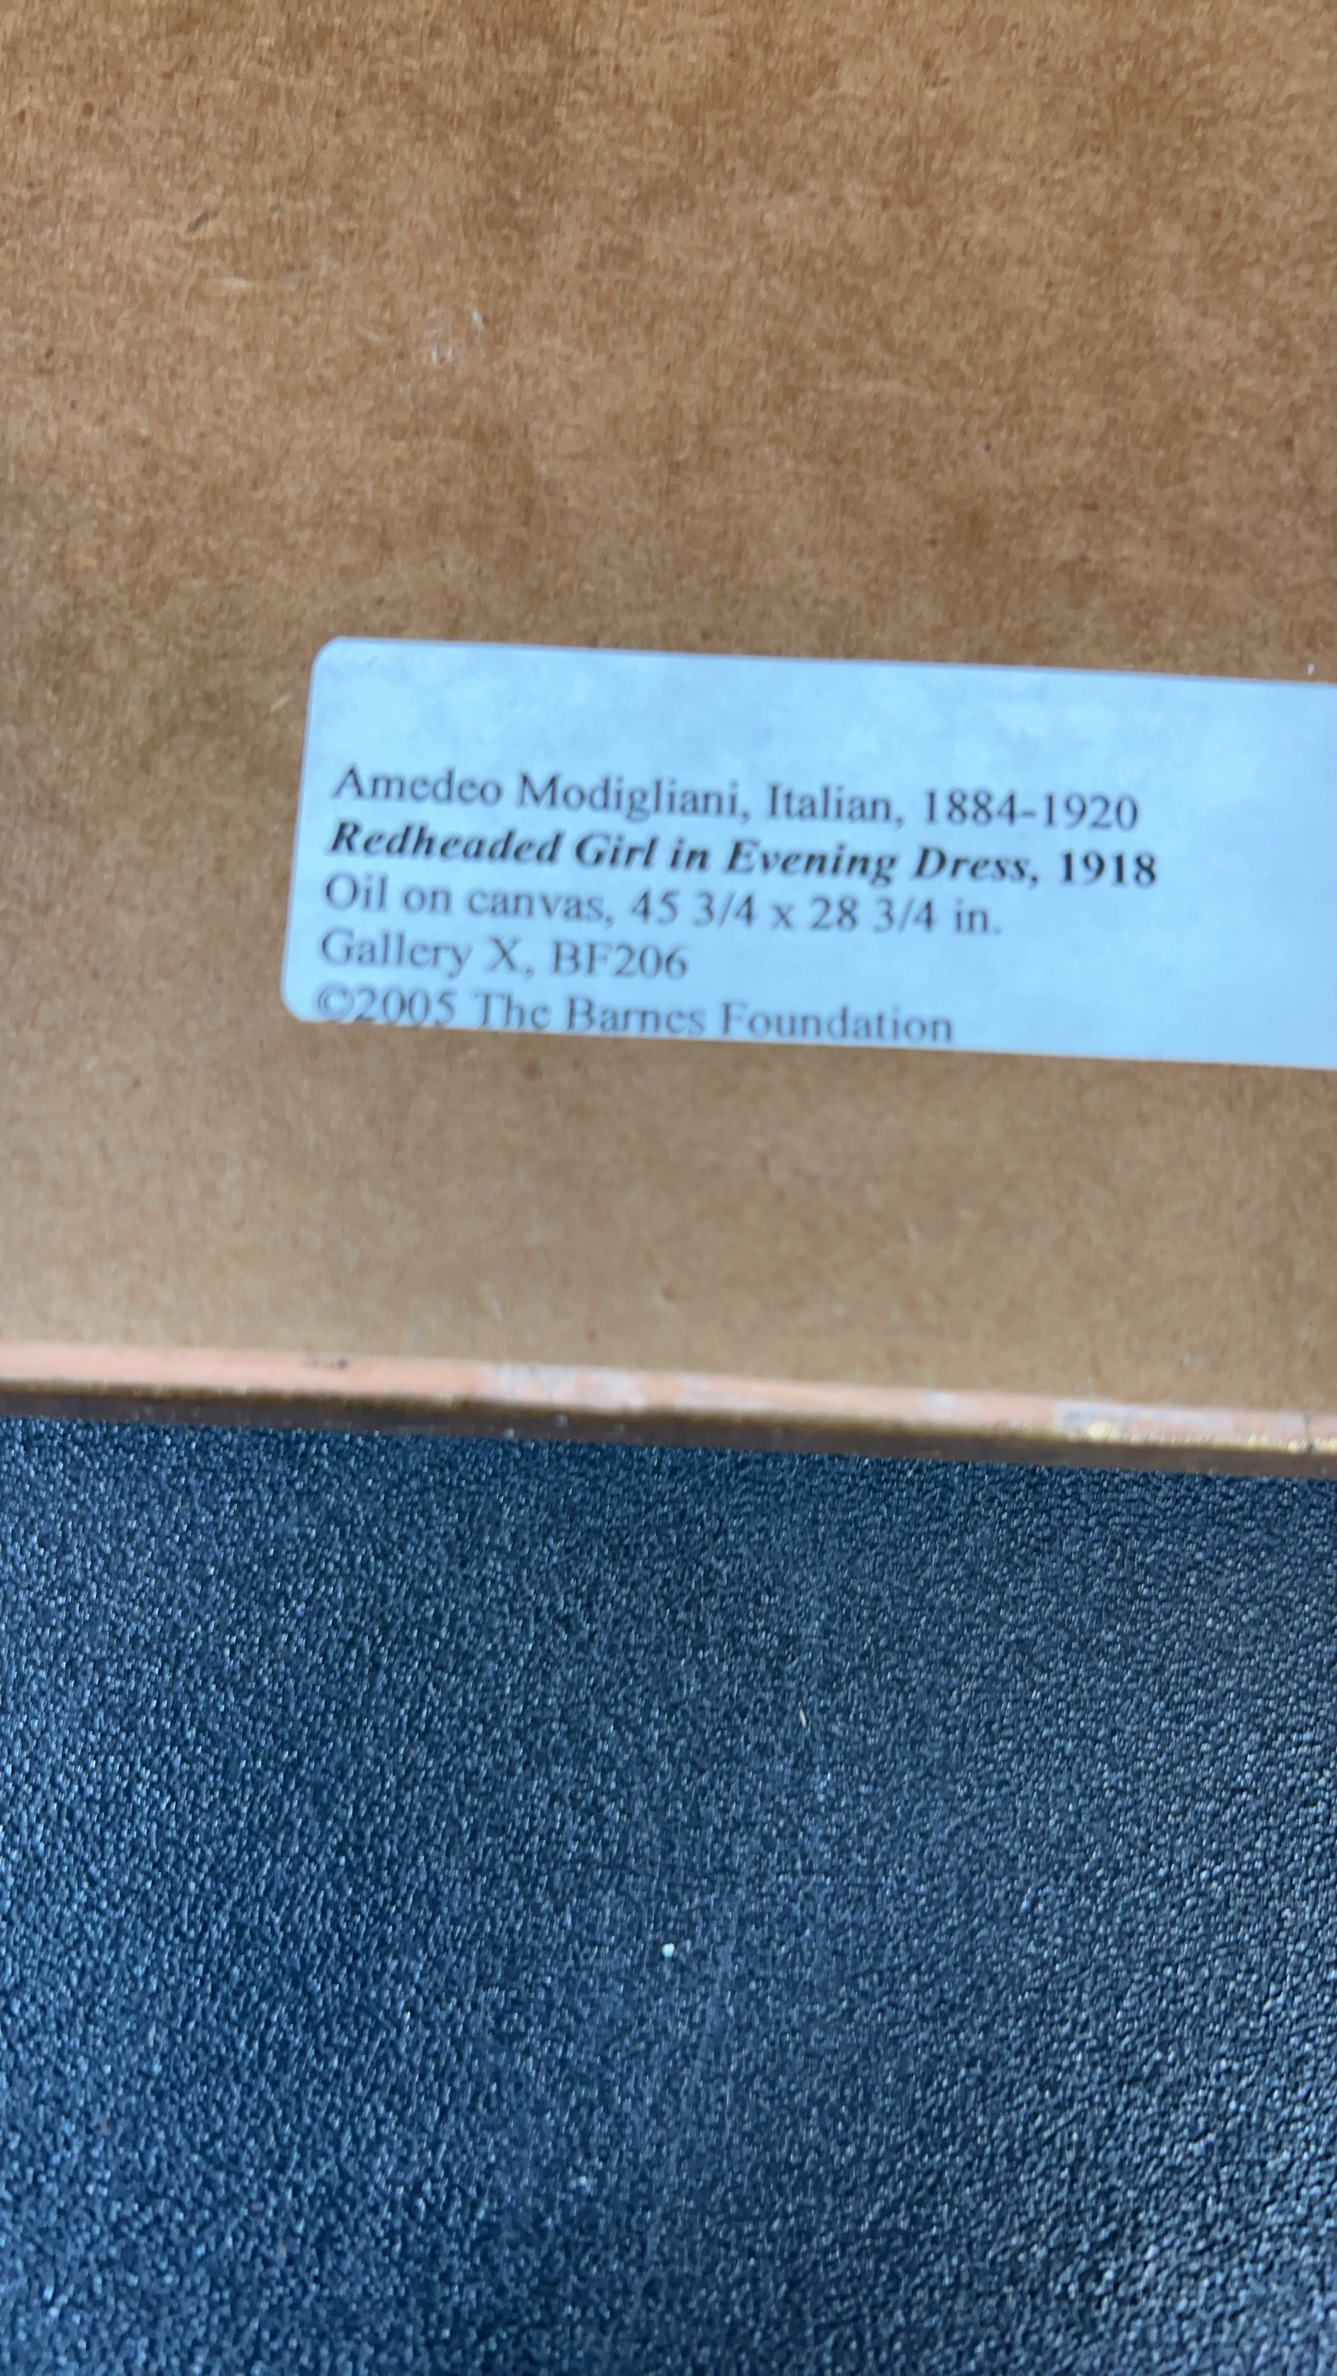 Amedeo Modigliani, Italian, 1884-1920
Redheaded Girl in Evening Dress, 1918
Oil on canvas, 45 3/4 x 28 3/4 in.
Gallery X, BF206
©2005 The Barnes Foundation